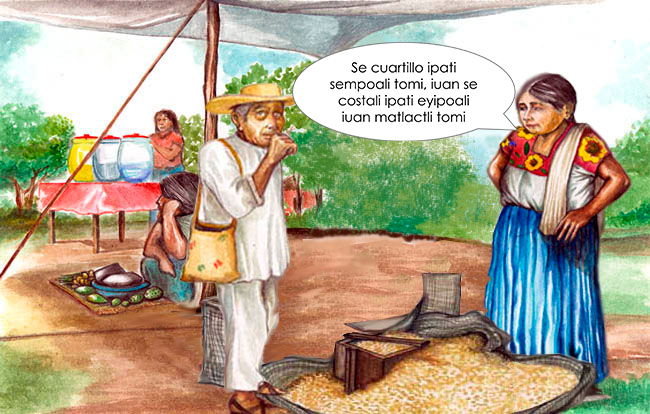 Se cuartillo ipati
sempoali tomi, iuan se
costali ipati eyipoali
iuan matlactli tomi